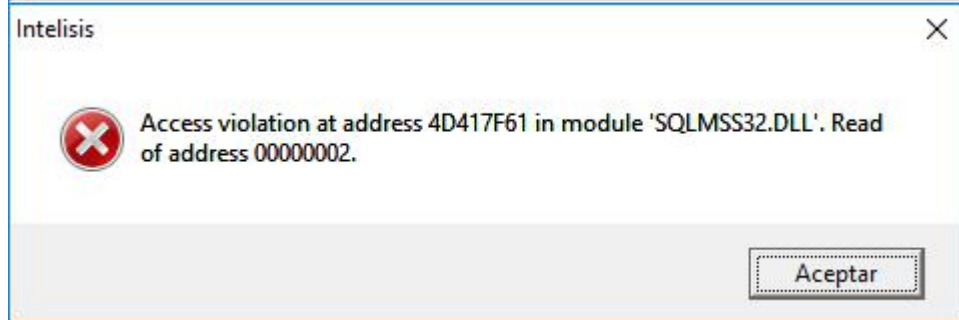 Intelisis
Access violation at address 4D417F61 in module 'SQLMSS32.DLL'. Read
of address 00000002.
Aceptar